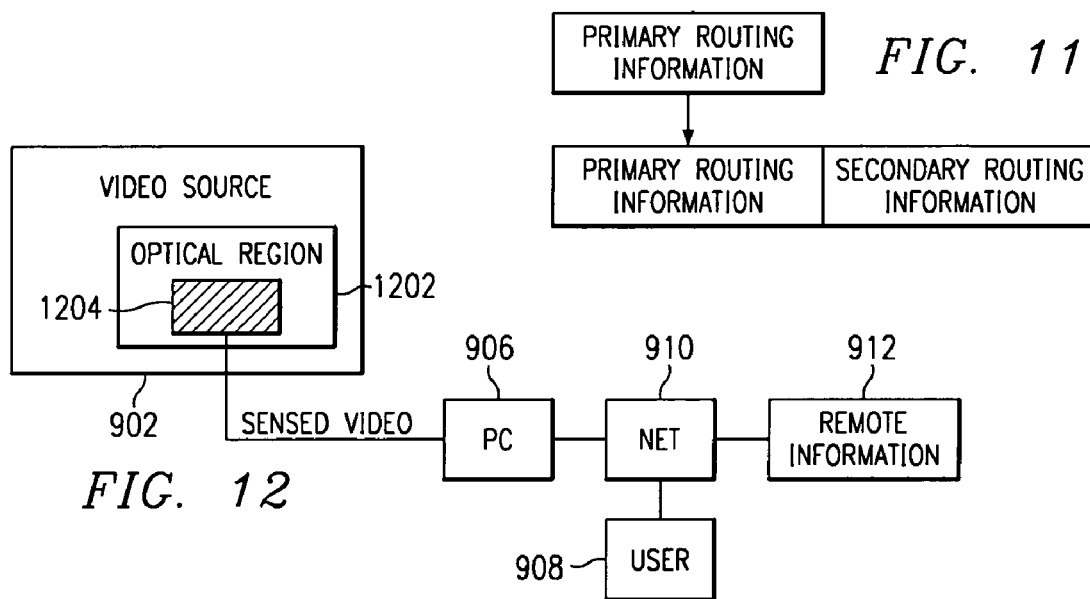 PRIMARY ROUTING
INFORMATION
FIG. 11
PRIMARY ROUTING
INFORMATION
SECONDARY ROUTING
INFORMATION
VIDEO SOURCE
OPTICAL REGION
1204
1202
902
SENSED VIDEO
906
PC
910
NET
912
REMOTE
INFORMATION
908
USER
FIG. 12